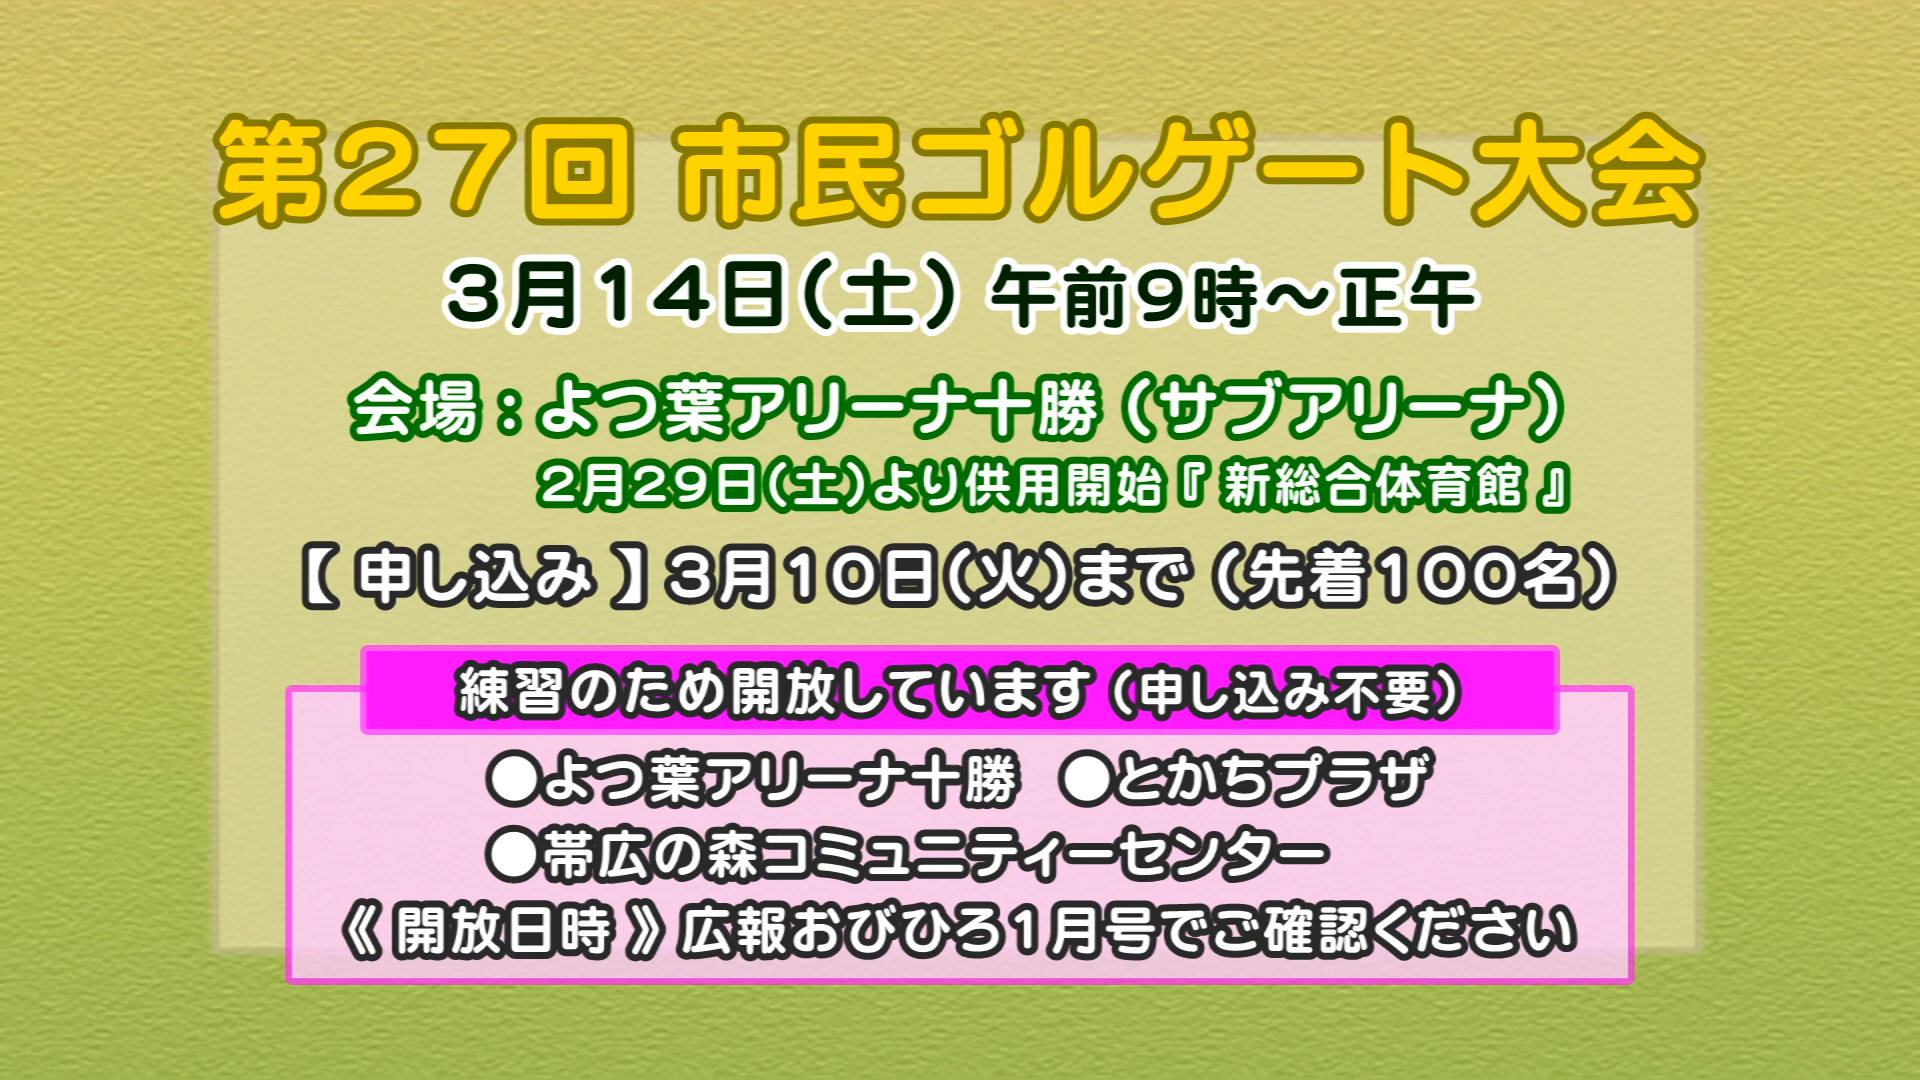 第27回 市民ゴルゲート大会
3月14日(土) 午前9時～正午
会場：よつ葉アリーナ十勝（サブアリーナ）
2月29日(土)より供用開始『 新総合体育館 』
【 申し込み 】3月10日(火)まで（先着100名）
練習のため開放しています（申し込み不要）
●よつ葉アリーナ十勝　●とかちプラザ
●帯広の森コミュニティーセンター
《 開放日時 》広報おびひろ1月号でご確認ください